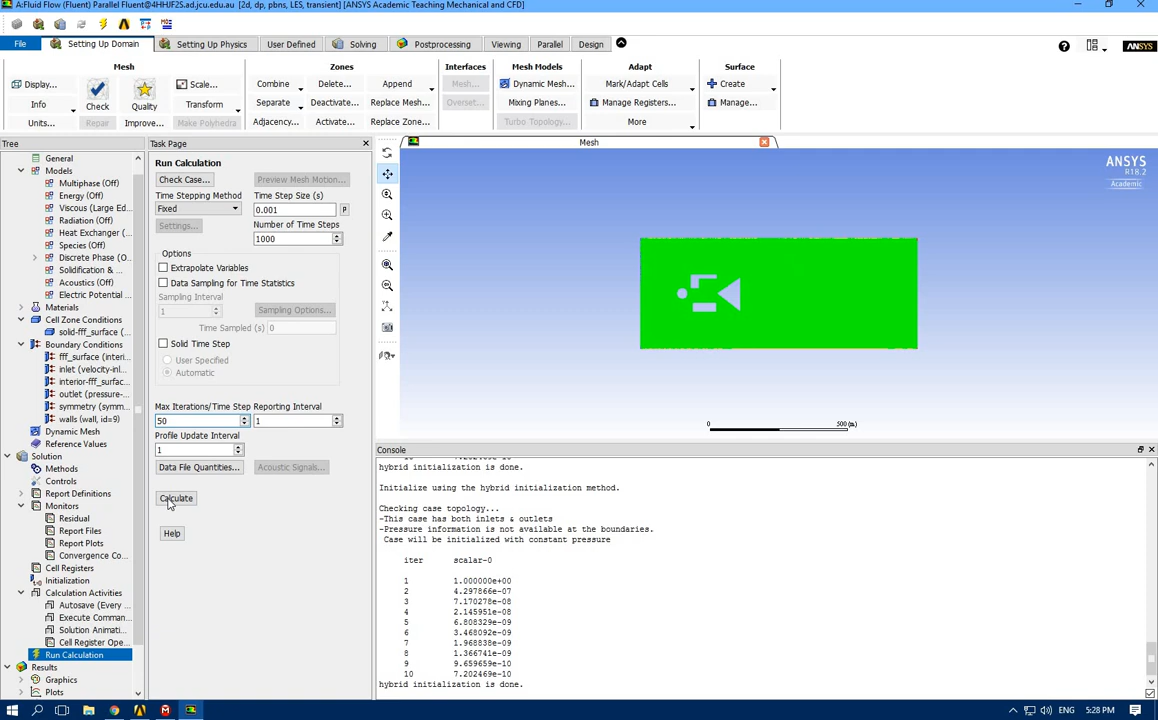 A:Fluid Flow (Fluent) Parallel Fluent@4HHJF2S.ad.jcu.edu.au [2d, dp, pbns, LES, transient] [ANSYS Academic Teaching Mechanical and CFD]
File Setting Up Domain Setting Up Physics User Defined Solving Postprocessing Viewing Parallel Design ANSYS
Mesh Zones Interfaces Mesh Models Adapt Surface
Display... Scale... Combine Delete... Append Mesh... Dynamic Mesh... Mark/Adapt Cells Create
Info Check Quality Transform Separate Deactivate... Replace Mesh... Overset... Mixing Planes... Manage Registers... Manage...
Units... Repair Improve... Make Polyhedra Adjacency... Activate... Replace Zone... Turbo Topology... More
Tree
General
Models
Multiphase (Off)
Energy (Off)
Viscous (Large Ed...
Radiation (Off)
Heat Exchanger (...
Species (Off)
Discrete Phase (O...
Solidification & ...
Acoustics (Off)
Electric Potential ...
Materials
Cell Zone Conditions
solid-fff_surface (...
Boundary Conditions
fff_surface (interi...
inlet (velocity-inl...
interior-fff_surfac...
outlet (pressure-...
symmetry (symm...
walls (wall, id=9)
Dynamic Mesh
Reference Values
Solution
Methods
Controls
Report Definitions
Monitors
Residual
Report Files
Report Plots
Convergence Co...
Cell Registers
Initialization
Calculation Activities
Autosave (Every ...
Execute Comman...
Solution Animati...
Cell Register Ope...
Run Calculation
Results
Graphics
Plots
Task Page
Run Calculation
Check Case... Preview Mesh Motion...
Time Stepping Method Time Step Size (s)
Fixed 0.001 P
Settings... Number of Time Steps
1000
Options
Extrapolate Variables
Data Sampling for Time Statistics
Sampling Interval
1 Sampling Options...
Time Sampled (s) 0
Solid Time Step
User Specified
Automatic
Max Iterations/Time Step Reporting Interval
50 1
Profile Update Interval
1
Data File Quantities... Acoustic Signals...
Calculate
Help
Mesh
ANSYS
R18.2
Academic
0 500 (m)
Console
hybrid initialization is done.
Initialize using the hybrid initialization method.
Checking case topology...
-This case has both inlets & outlets
-Pressure information is not available at the boundaries.
Case will be initialized with constant pressure
iter scalar-0
1 1.000000e+00
2 4.297866e-07
3 7.170278e-08
4 2.145951e-08
5 6.808329e-09
6 3.468092e-09
7 1.968838e-09
8 1.366741e-09
9 9.659659e-10
10 7.202469e-10
hybrid initialization is done.
ENG 5:28 PM